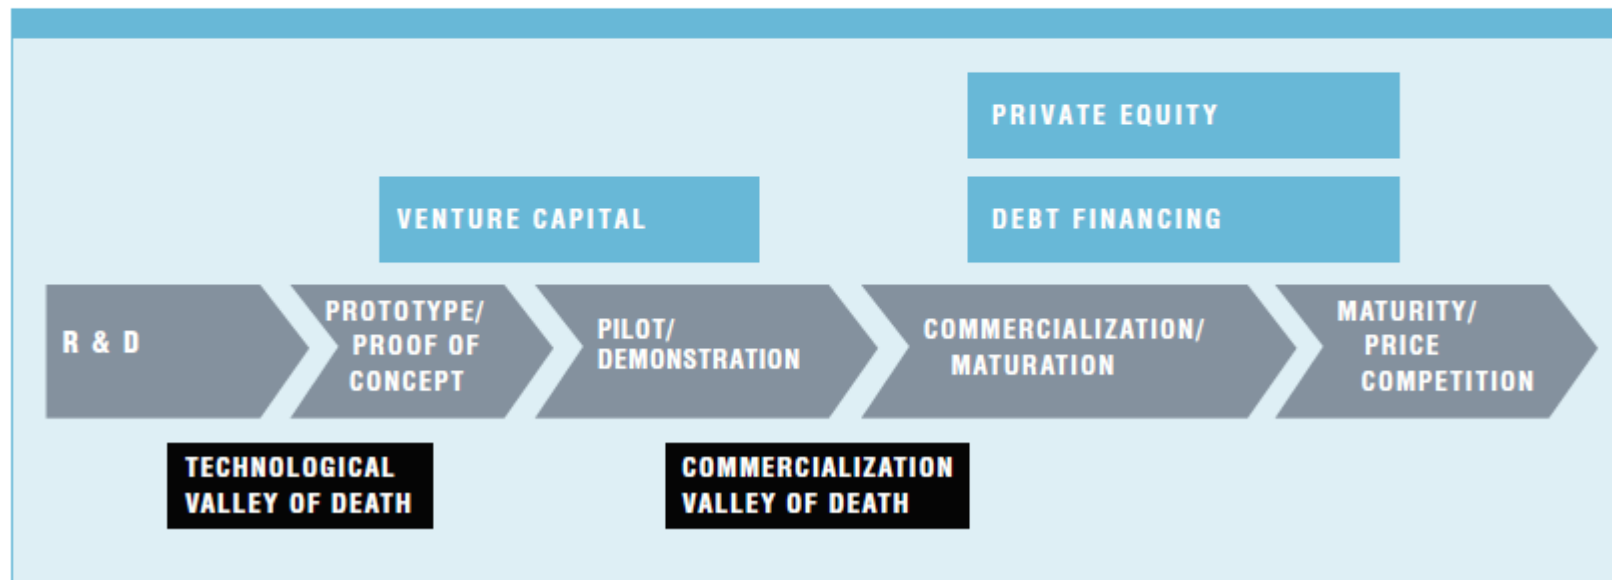 PRIVATE EQUITY
VENTURE CAPITAL
DEBT FINANCING
R & D
PROTOTYPE/
PROOF OF
CONCEPT
PILOT/
DEMONSTRATION
COMMERCIALIZATION/
MATURATION
MATURITY/
PRICE
COMPETITION
TECHNOLOGICAL
VALLEY OF DEATH
COMMERCIALIZATION
VALLEY OF DEATH